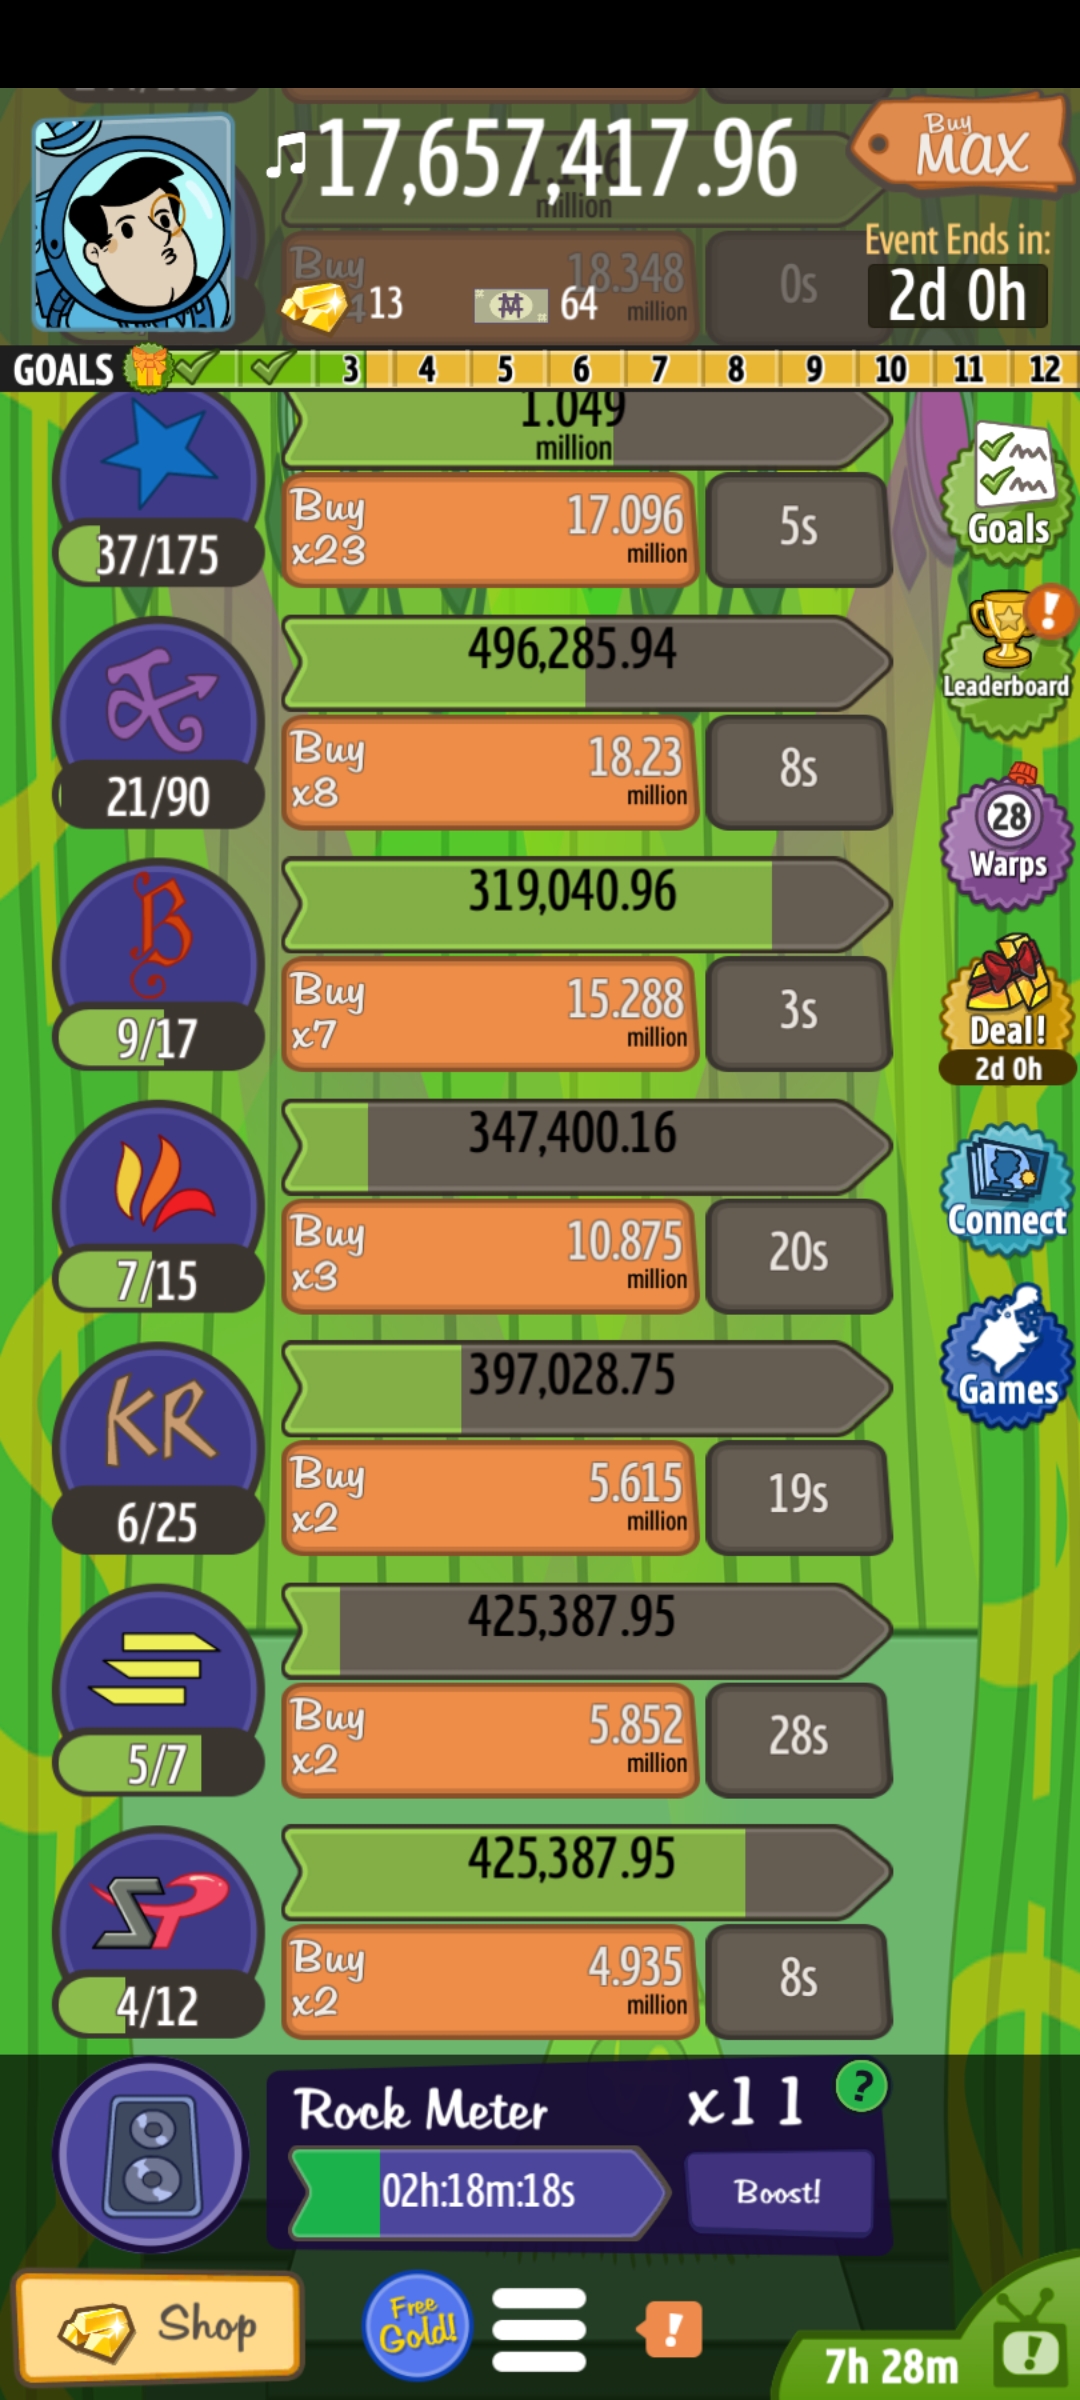 ♫17,657,417.96
Buy
MAX
million
Buy
18.348
million
0s
13
64
Event Ends in:
2d 0h
GOALS 3 4 5 6 7 8 9 10 11 12
1.049
million
37/175
Buy
x23
17.096
million
5s
Goals
496,285.94
21/90
Buy
x8
18.23
million
8s
Leaderboard
319,040.96
B
9/17
Buy
x7
15.288
million
3s
28
Warps
Deal!
2d 0h
347,400.16
7/15
Buy
x3
10.875
million
20s
Connect
397,028.75
KR
6/25
Buy
x2
5.615
million
19s
Games
425,387.95
5/7
Buy
x2
5.852
million
28s
425,387.95
4/12
Buy
x2
4.935
million
8s
Rock Meter
x11
?
02h:18m:18s
Boost!
Shop
Free
Gold!
!
7h 28m